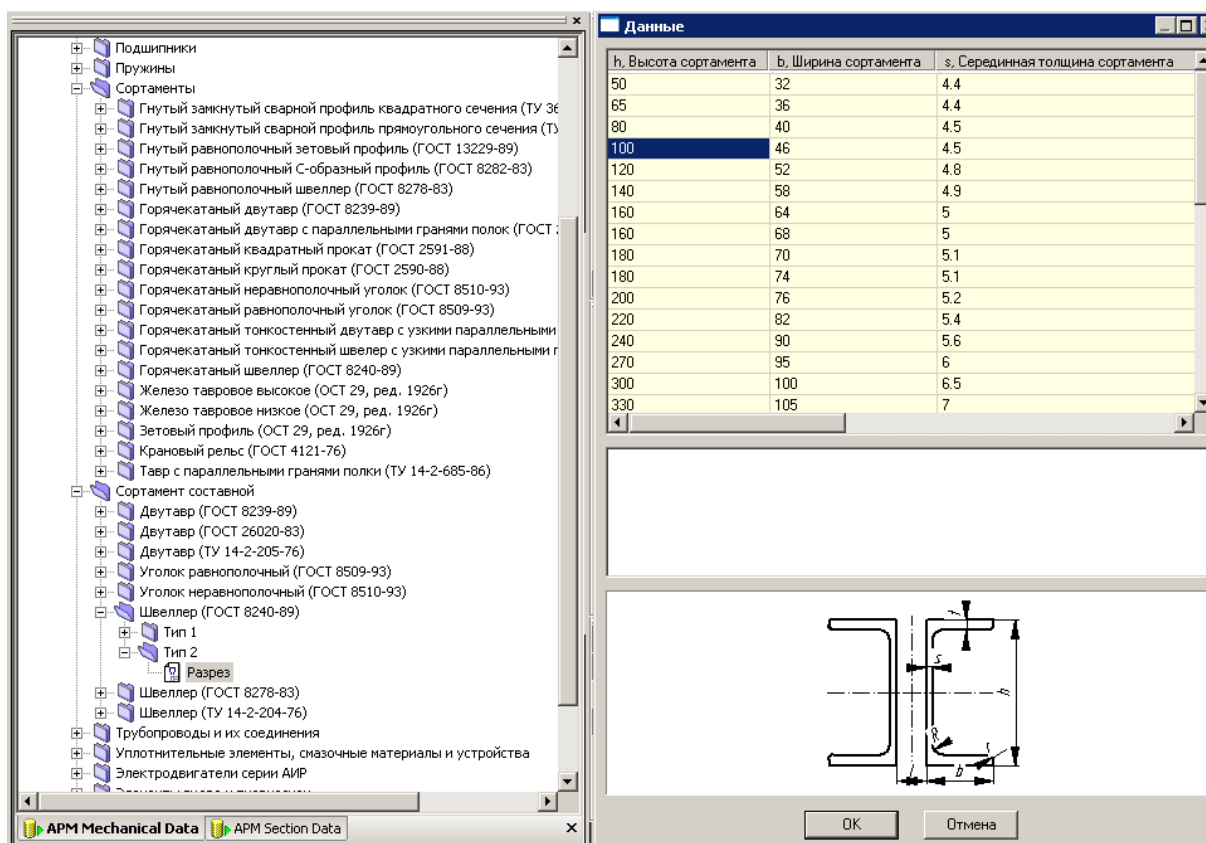 Подшипники
Пружины
Сортаменты
Гнутый замкнутый сварной профиль квадратного сечения (ТУ 36
Гнутый замкнутый сварной профиль прямоугольного сечения (ТУ
Гнутый равнополочный зетовый профиль (ГОСТ 13229-89)
Гнутый равнополочный С-образный профиль (ГОСТ 8282-83)
Гнутый равнополочный швеллер (ГОСТ 8278-83)
Горячекатаный двутавр (ГОСТ 8239-89)
Горячекатаный двутавр с параллельными гранями полок (ГОСТ
Горячекатаный квадратный прокат (ГОСТ 2591-88)
Горячекатаный круглый прокат (ГОСТ 2590-88)
Горячекатаный неравнополочный уголок (ГОСТ 8510-93)
Горячекатаный равнополочный уголок (ГОСТ 8509-93)
Горячекатаный тонкостенный двутавр с узкими параллельными
Горячекатаный тонкостенный швелер с узкими параллельными г
Горячекатаный швеллер (ГОСТ 8240-89)
Железо тавровое высокое (ОСТ 29, ред. 1926г)
Железо тавровое низкое (ОСТ 29, ред. 1926г)
Зетовый профиль (ОСТ 29, ред. 1926г)
Крановый рельс (ГОСТ 4121-76)
Тавр с параллельными гранями полки (ТУ 14-2-685-86)
Сортамент составной
Двутавр (ГОСТ 8239-89)
Двутавр (ГОСТ 26020-83)
Двутавр (ТУ 14-2-205-76)
Уголок равнополочный (ГОСТ 8509-93)
Уголок неравнополочный (ГОСТ 8510-93)
Швеллер (ГОСТ 8240-89)
Тип 1
Тип 2
Разрез
Швеллер (ГОСТ 8278-83)
Швеллер (ТУ 14-2-204-76)
Трубопроводы и их соединения
Уплотнительные элементы, смазочные материалы и устройства
Электродвигатели серии АИР
APM Mechanical Data APM Section Data
Данные
h, Высота сортамента b, Ширина сортамента s, Серединная толщина сортамента
50 32 4.4
65 36 4.4
80 40 4.5
100 46 4.5
120 52 4.8
140 58 4.9
160 64 5
160 68 5
180 70 5.1
180 74 5.1
200 76 5.2
220 82 5.4
240 90 5.6
270 95 6
300 100 6.5
330 105 7
s
h
R
r
b
OK Отмена